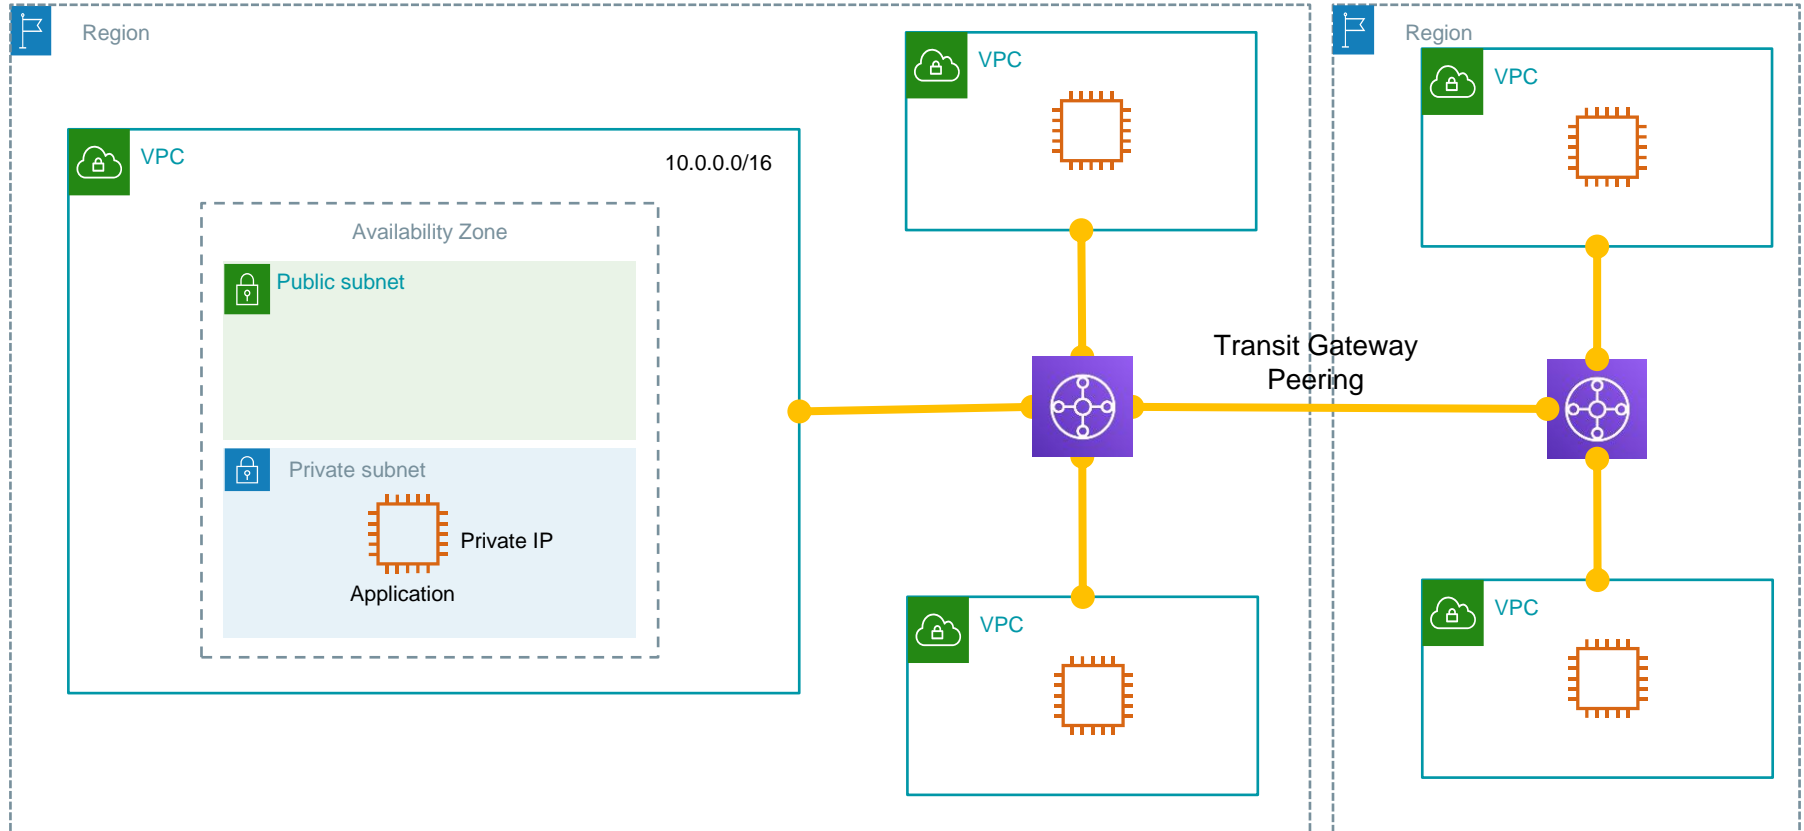 Region
VPC
10.0.0.0/16
Availability Zone
Public subnet
Private subnet
Private IP
Application
VPC
Transit Gateway
Peering
VPC
Region
VPC
VPC